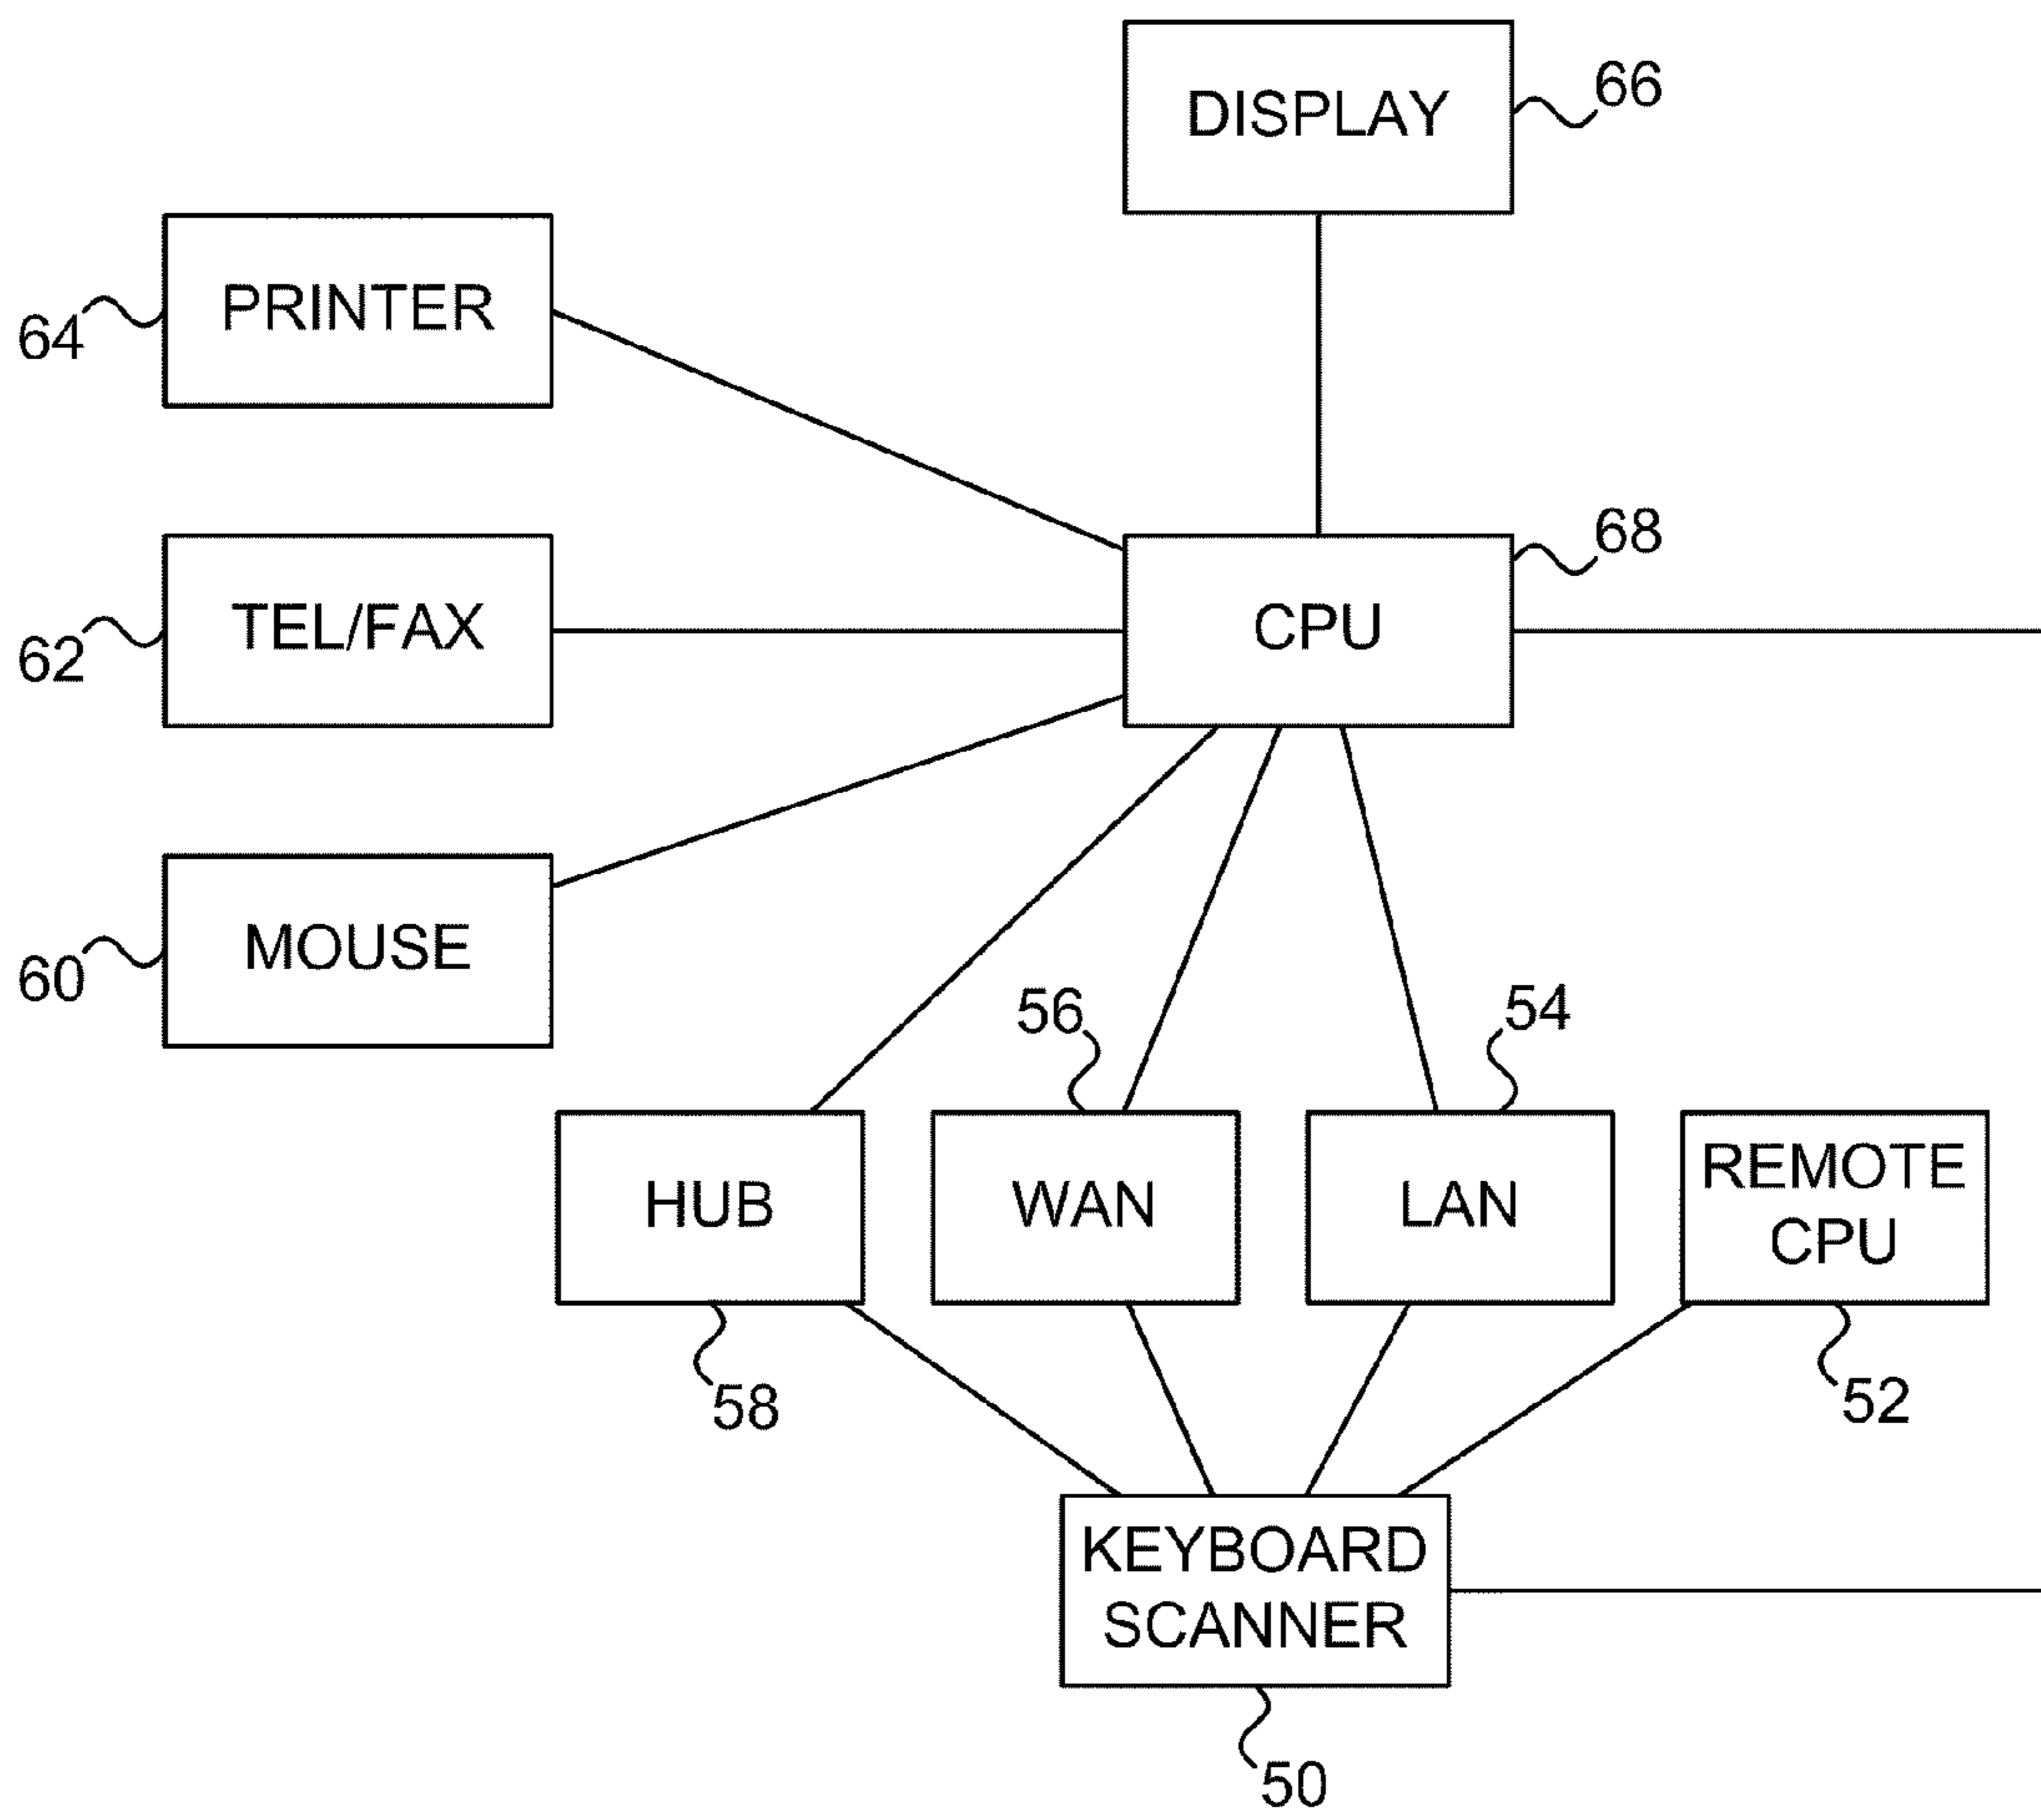 DISPLAY
66
PRINTER
64
68
TEL/FAX
CPU
62
MOUSE
60
56
54
HUB
WAN
LAN
REMOTE
CPU
58
52
KEYBOARD
SCANNER
50